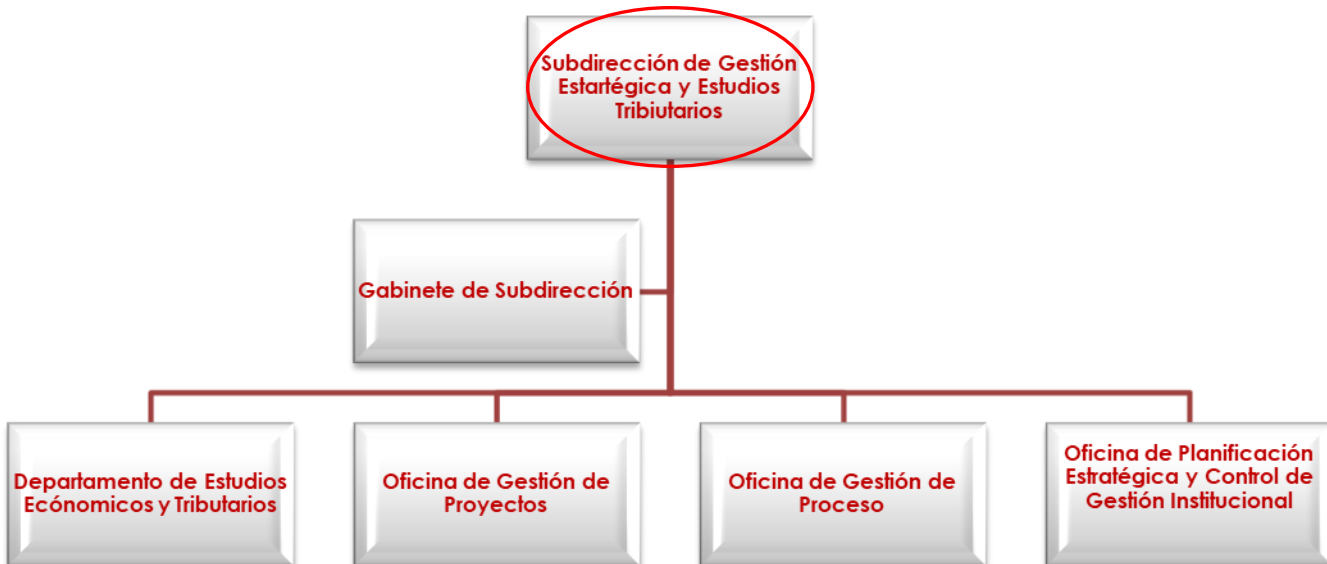 Subdirección de Gestión
Estartégica y Estudios
Tribiutarios
Gabinete de Subdirección
Departamento de Estudios
Ecónomicos y Tributarios
Oficina de Gestión de
Proyectos
Oficina de Gestión de
Proceso
Oficina de Planificación
Estratégica y Control de
Gestión Institucional